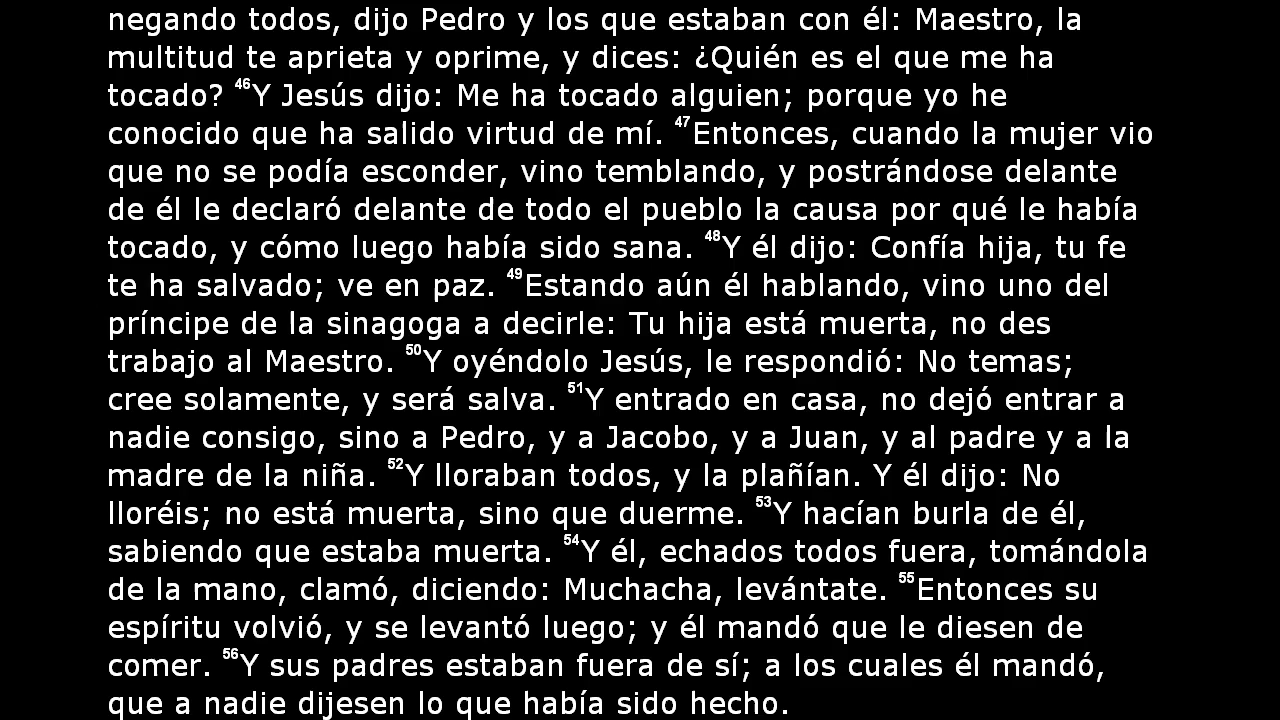 negando todos, dijo Pedro y los que estaban con él: Maestro, la
multitud te aprieta y oprime, y dices: ¿Quién es el que me ha
tocado? 46Y Jesús dijo: Me ha tocado alguien; porque yo he
conocido que ha salido virtud de mí. 47Entonces, cuando la mujer vio
que no se podía esconder, vino temblando, y postrándose delante
de él le declaró delante de todo el pueblo la causa por qué le había
tocado, y cómo luego había sido sana. 48Y él dijo: Confía hija, tu fe
te ha salvado; ve en paz. 49Estando aún él hablando, vino uno del
príncipe de la sinagoga a decirle: Tu hija está muerta, no des
trabajo al Maestro. 50Y oyéndolo Jesús, le respondió: No temas;
cree solamente, y será salva. 51Y entrado en casa, no dejó entrar a
nadie consigo, sino a Pedro, y a Jacobo, y a Juan, y al padre y a la
madre de la niña. 52Y lloraban todos, y la plañían. Y él dijo: No
lloréis; no está muerta, sino que duerme. 53Y hacían burla de él,
sabiendo que estaba muerta. 54Y él, echados todos fuera, tomándola
de la mano, clamó, diciendo: Muchacha, levántate. 55Entonces su
espíritu volvió, y se levantó luego; y él mandó que le diesen de
comer. 56Y sus padres estaban fuera de sí; a los cuales él mandó,
que a nadie dijesen lo que había sido hecho.